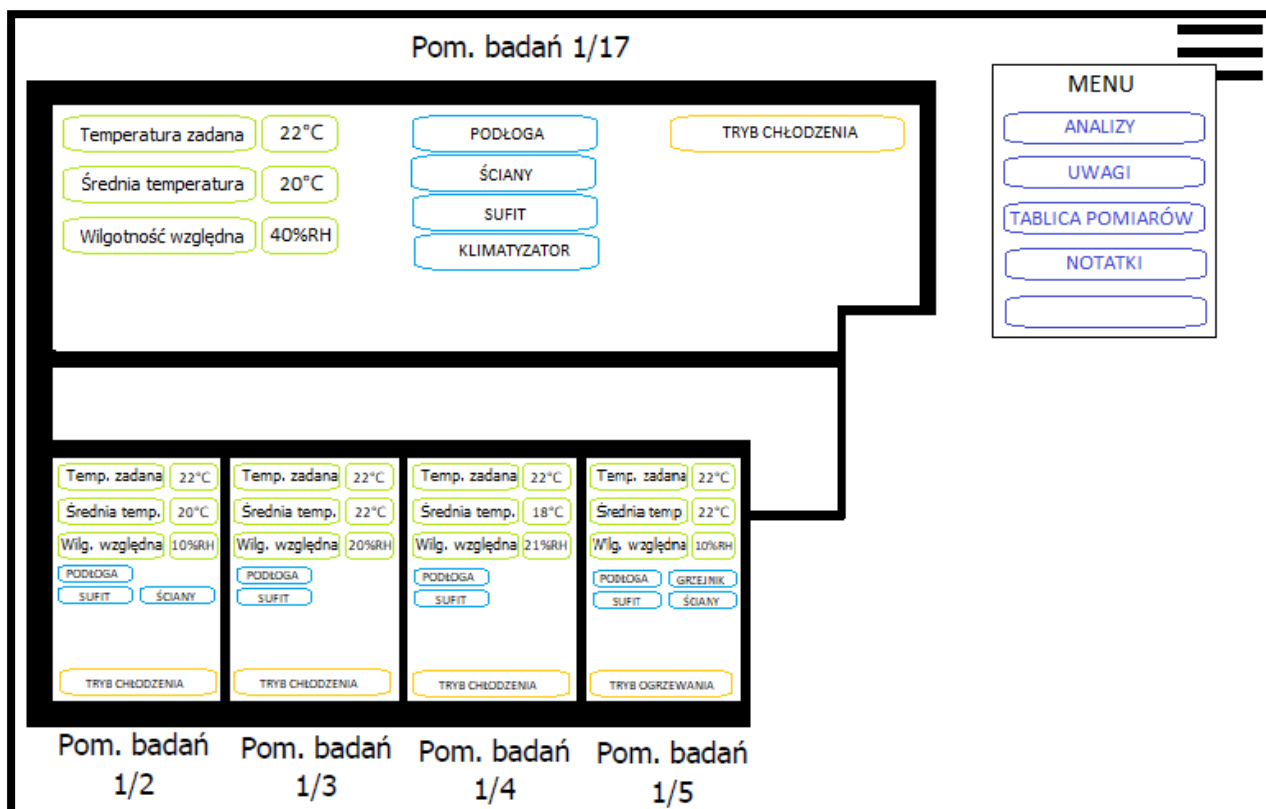 Pom. badań 1/17
MENU
ANALIZY
UWAGI
TABLICA POMIARÓW
NOTATKI
Temperatura zadana 22°C
Średnia temperatura 20°C
Wilgotność względna 40%RH
PODŁOGA
ŚCIANY
SUFIT
KLIMATYZATOR
TRYB CHŁODZENIA
Temp. zadana 22°C
Średnia temp. 20°C
Wilg. względna 10%RH
PODŁOGA
SUFIT ŚCIANY
TRYB CHŁODZENIA
Pom. badań
1/2
Temp. zadana 22°C
Średnia temp. 22°C
Wilg. względna 20%RH
PODŁOGA
SUFIT
TRYB CHŁODZENIA
Pom. badań
1/3
Temp. zadana 22°C
Średnia temp. 18°C
Wilg. względna 21%RH
PODŁOGA
SUFIT
TRYB CHŁODZENIA
Pom. badań
1/4
Temp. zadana 22°C
Średnia temp 22°C
Wilg. względna 10%RH
PODŁOGA GRZEJNIK
SUFIT ŚCIANY
TRYB OGRZEWANIA
Pom. badań
1/5